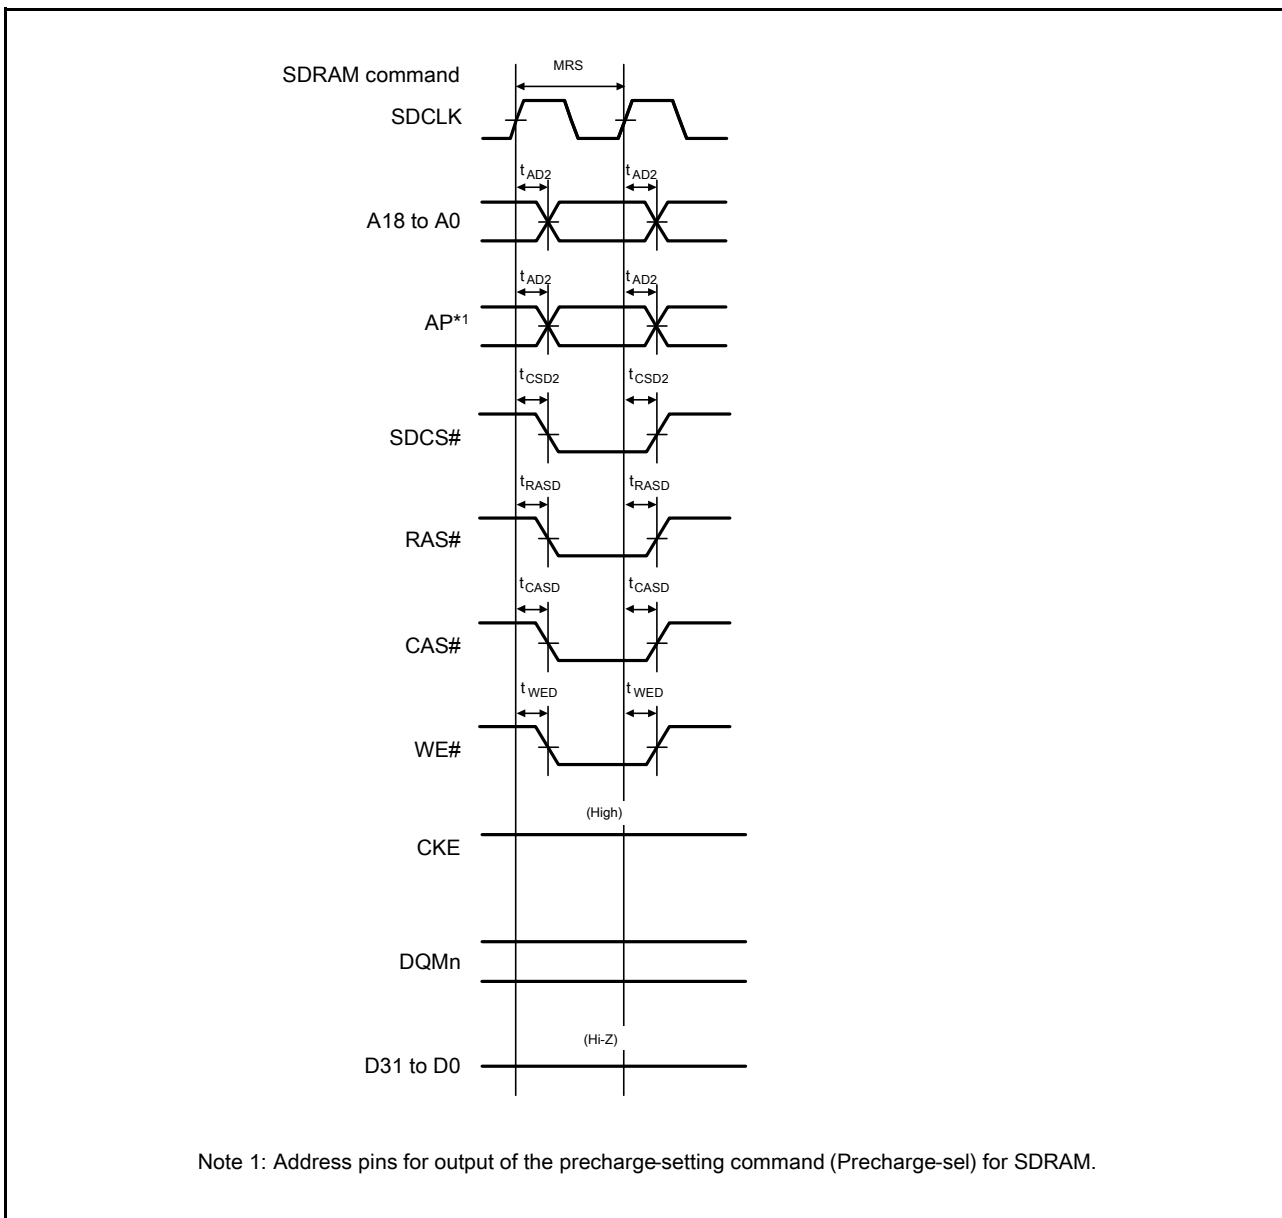 SDRAM command
MRS
SDCLK
tAD2 tAD2
A18 to A0
tAD2 tAD2
AP*1
tCSD2 tCSD2
SDCS#
tRASD tRASD
RAS#
tCASD tCASD
CAS#
tWED tWED
WE#
(High)
CKE
DQMn
(Hi-Z)
D31 to D0
Note 1: Address pins for output of the precharge-setting command (Precharge-sel) for SDRAM.